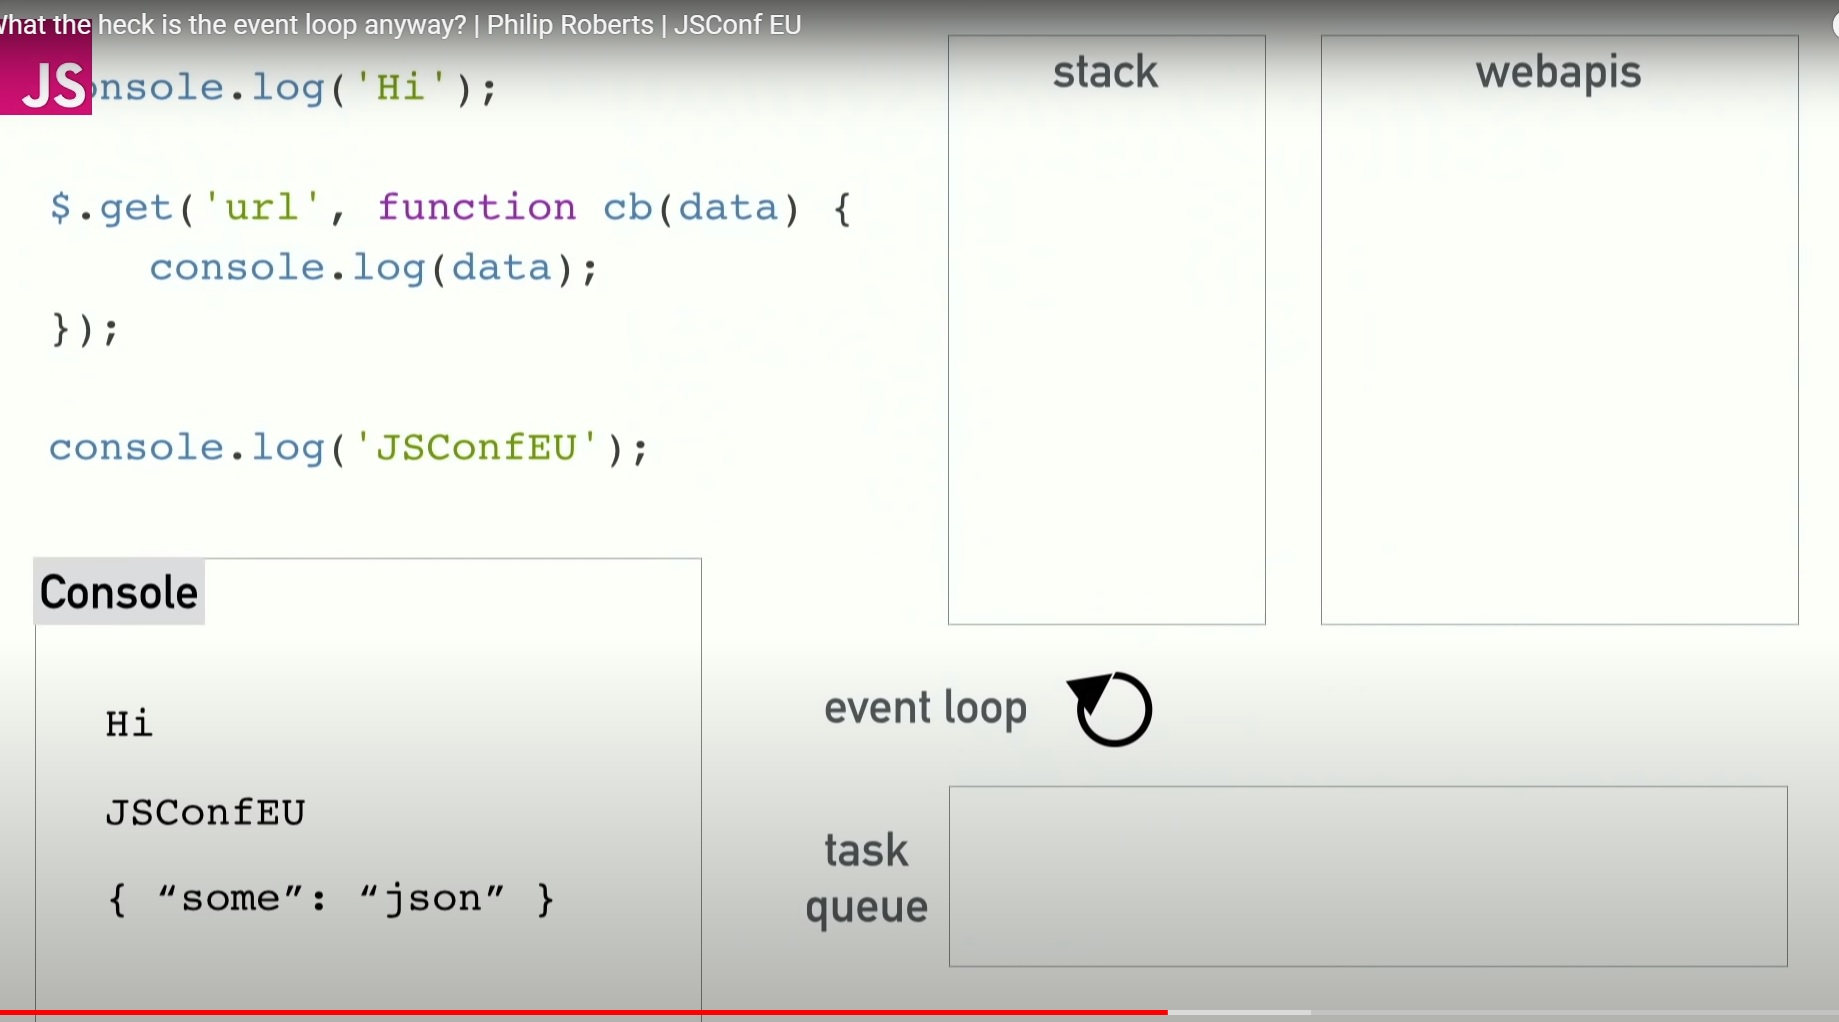 What the heck is the event loop anyway? | Philip Roberts | JSConf EU
JS
nsole.log('Hi');
$.get('url', function cb(data) {
    console.log(data);
});
console.log('JSConfEU');
stack
webapis
Console
Hi
JSConfEU
{ “some”: “json” }
event loop
task
queue